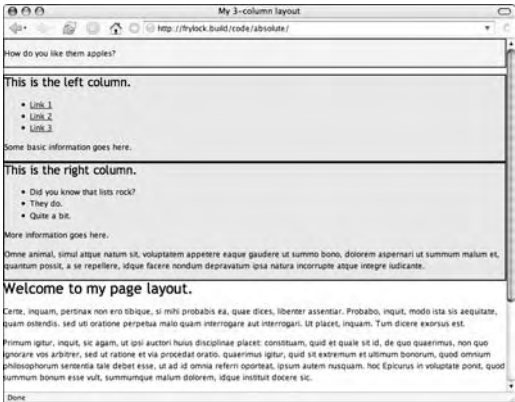 My 3-column layout
http://frylock.build/code/absolute/
How do you like them apples?
This is the left column.
Link 1
Link 2
Link 3
Some basic information goes here.
This is the right column.
Did you know that lists rock?
They do.
Quite a bit.
More information goes here.
Omne animal, simul atque natum sit, voluptatem appetere eaque gaudere ut summo bono, dolorem aspernari ut summum malum et,
quantum possit, a se repellere, idque facere nondum depravatum ipsa natura incorrupte atque integre iudicante.
Welcome to my page layout.
Certe, inquam, pertinax non ero tibique, si mihi probabis ea, quae dices, libenter assentiar. Probabo, inquit, modo ista sis aequitate,
quam ostendis. sed uti oratione perpetua malo quam interrogare aut interrogari. Ut placet, inquam. Tum dicere exorsus est.
Primum igitur, inquit, sic agam, ut ipsi auctori huius disciplinae placet: constituam, quid et quale sit id, de quo quaerimus, non quo
ignorare vos arbitrer, sed ut ratione et via procedat oratio. quaerimus igitur, quid sit extremum et ultimum bonorum, quod omnium
philosophorum sententia tale debet esse, ut ad id omnia referri oporteat, ipsum autem nusquam. hoc Epicurus in voluptate ponit, quod
summum bonum esse vult, summumque malum dolorem, idque instituit docere sic.
Done